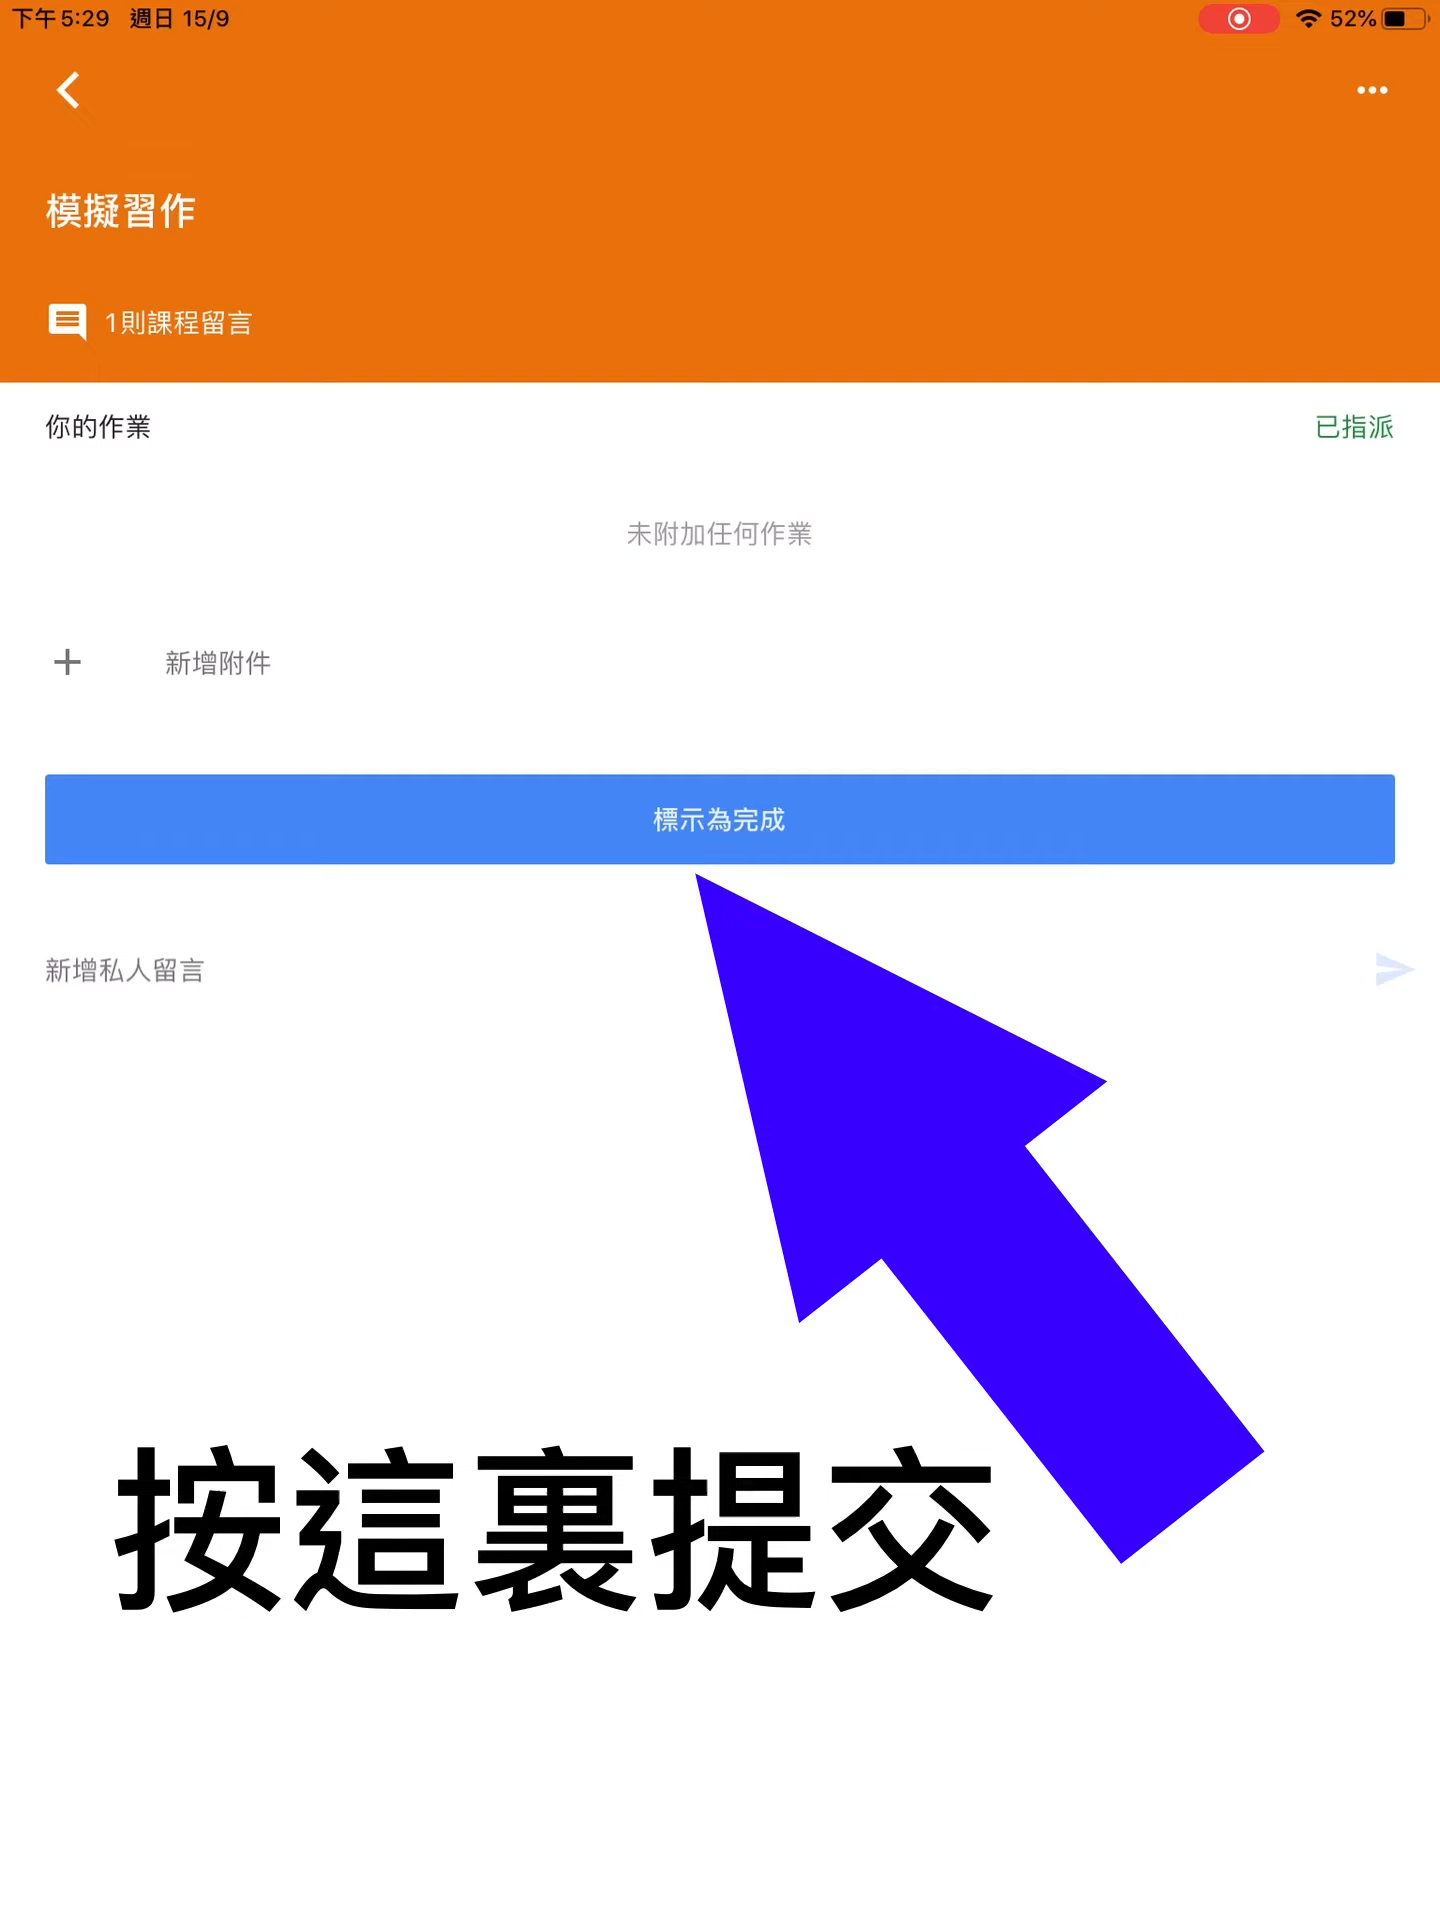 下午5:29 週日 15/9 52%
模擬習作
1則課程留言
你的作業 已指派
未附加任何作業
新增附件
標示為完成
新增私人留言
按這裏提交